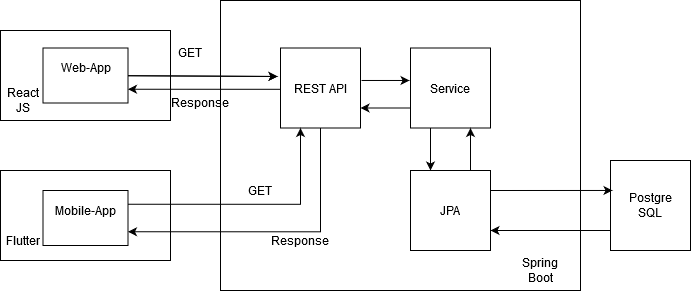 GET
Web-App
REST API
Service
React
JS
Response
GET
Mobile-App
JPA
Postgre
SQL
Flutter
Response
Spring
Boot